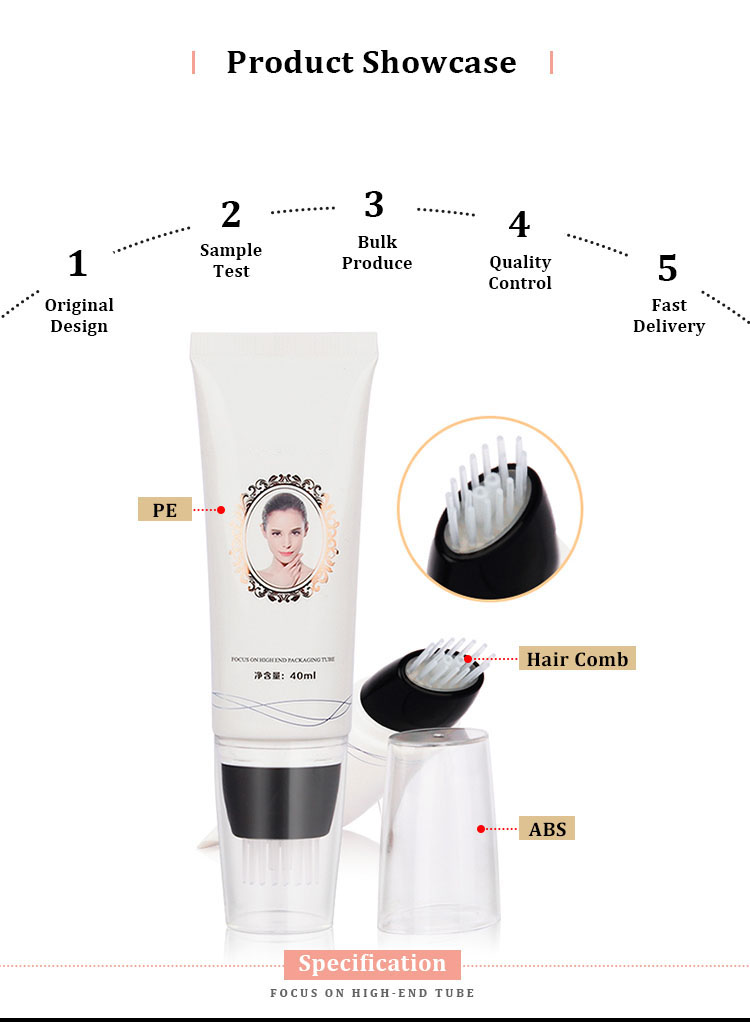 Product Showcase
1
Original
Design
2
Sample
Test
3
Bulk
Produce
4
Quality
Control
5
Fast
Delivery
PE
FOCUS ON HIGH END PACKAGING TUBE
净含量：40ml
Hair Comb
ABS
Specification
FOCUS ON HIGH-END TUBE